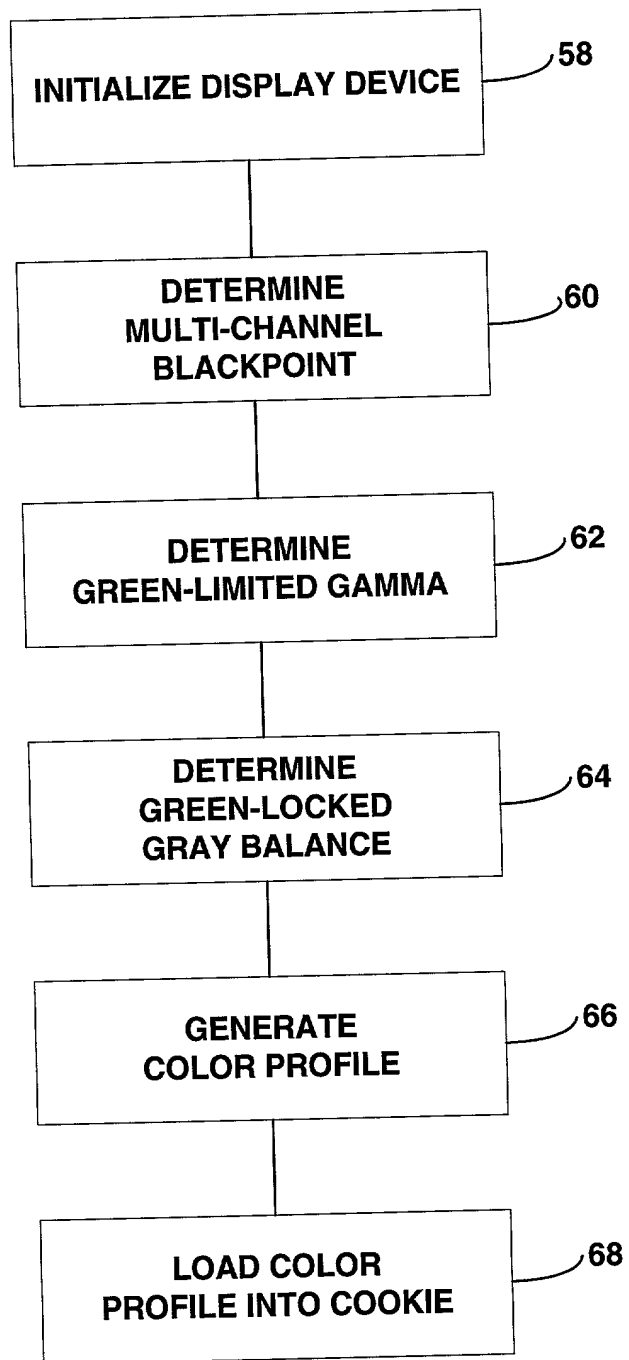 INITIALIZE DISPLAY DEVICE
58
DETERMINE
MULTI-CHANNEL
BLACKPOINT
60
DETERMINE
GREEN-LIMITED GAMMA
62
DETERMINE
GREEN-LOCKED
GRAY BALANCE
64
GENERATE
COLOR PROFILE
66
LOAD COLOR
PROFILE INTO COOKIE
68